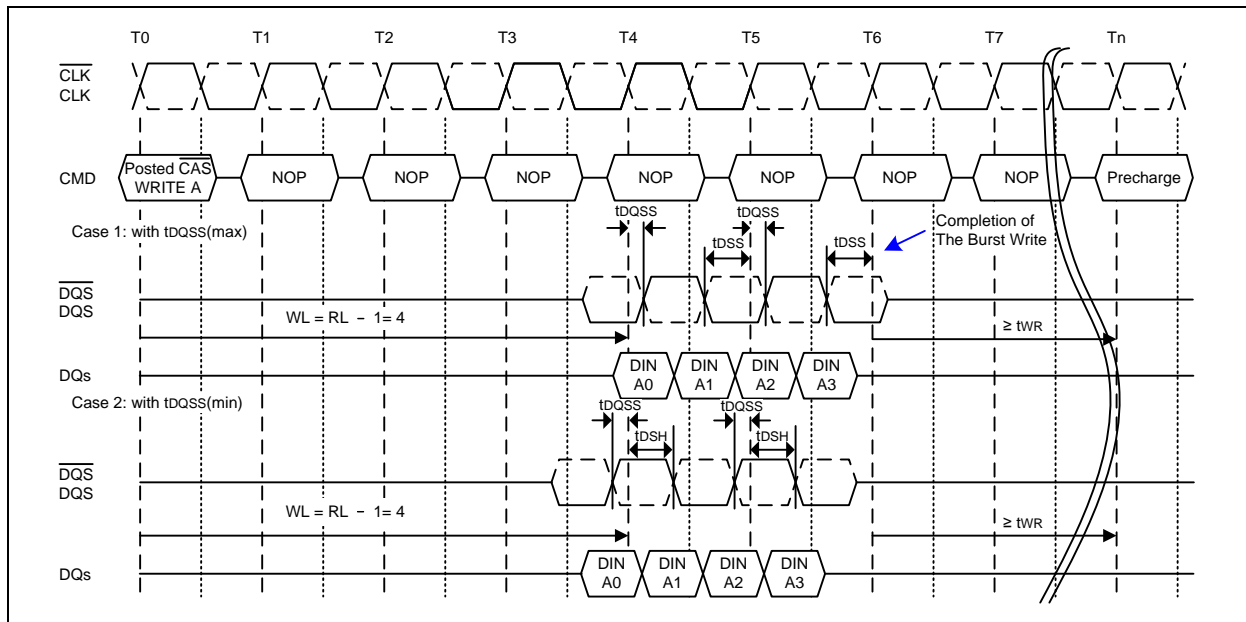 T0 T1 T2 T3 T4 T5 T6 T7 Tn
CLK
CLK
CMD
Posted CAS
WRITE A
NOP NOP NOP NOP NOP NOP NOP Precharge
Case 1: with tDQSS(max)
tDQSS tDQSS
tDSS tDSS
Completion of
The Burst Write
DQS
DQS
WL = RL − 1= 4
≥ tWR
DQs
DIN DIN DIN DIN
A0 A1 A2 A3
Case 2: with tDQSS(min)
tDQSS tDQSS
tDSH tDSH
DQS
DQS
WL = RL − 1= 4
≥ tWR
DQs
DIN DIN DIN DIN
A0 A1 A2 A3